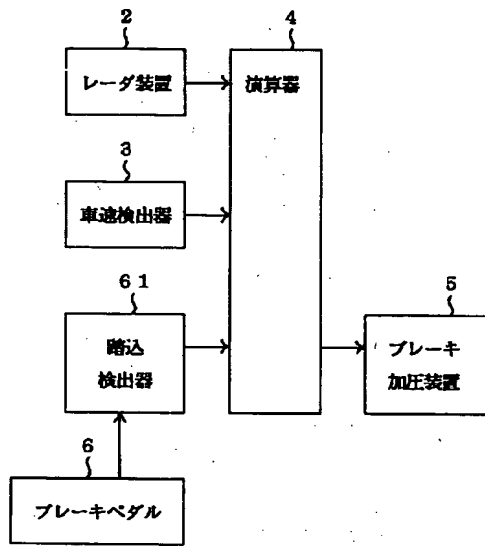 2
レーダ装置
4
演算器
3
車速検出器
61
踏込
検出器
5
ブレーキ
加圧装置
6
ブレーキペダル